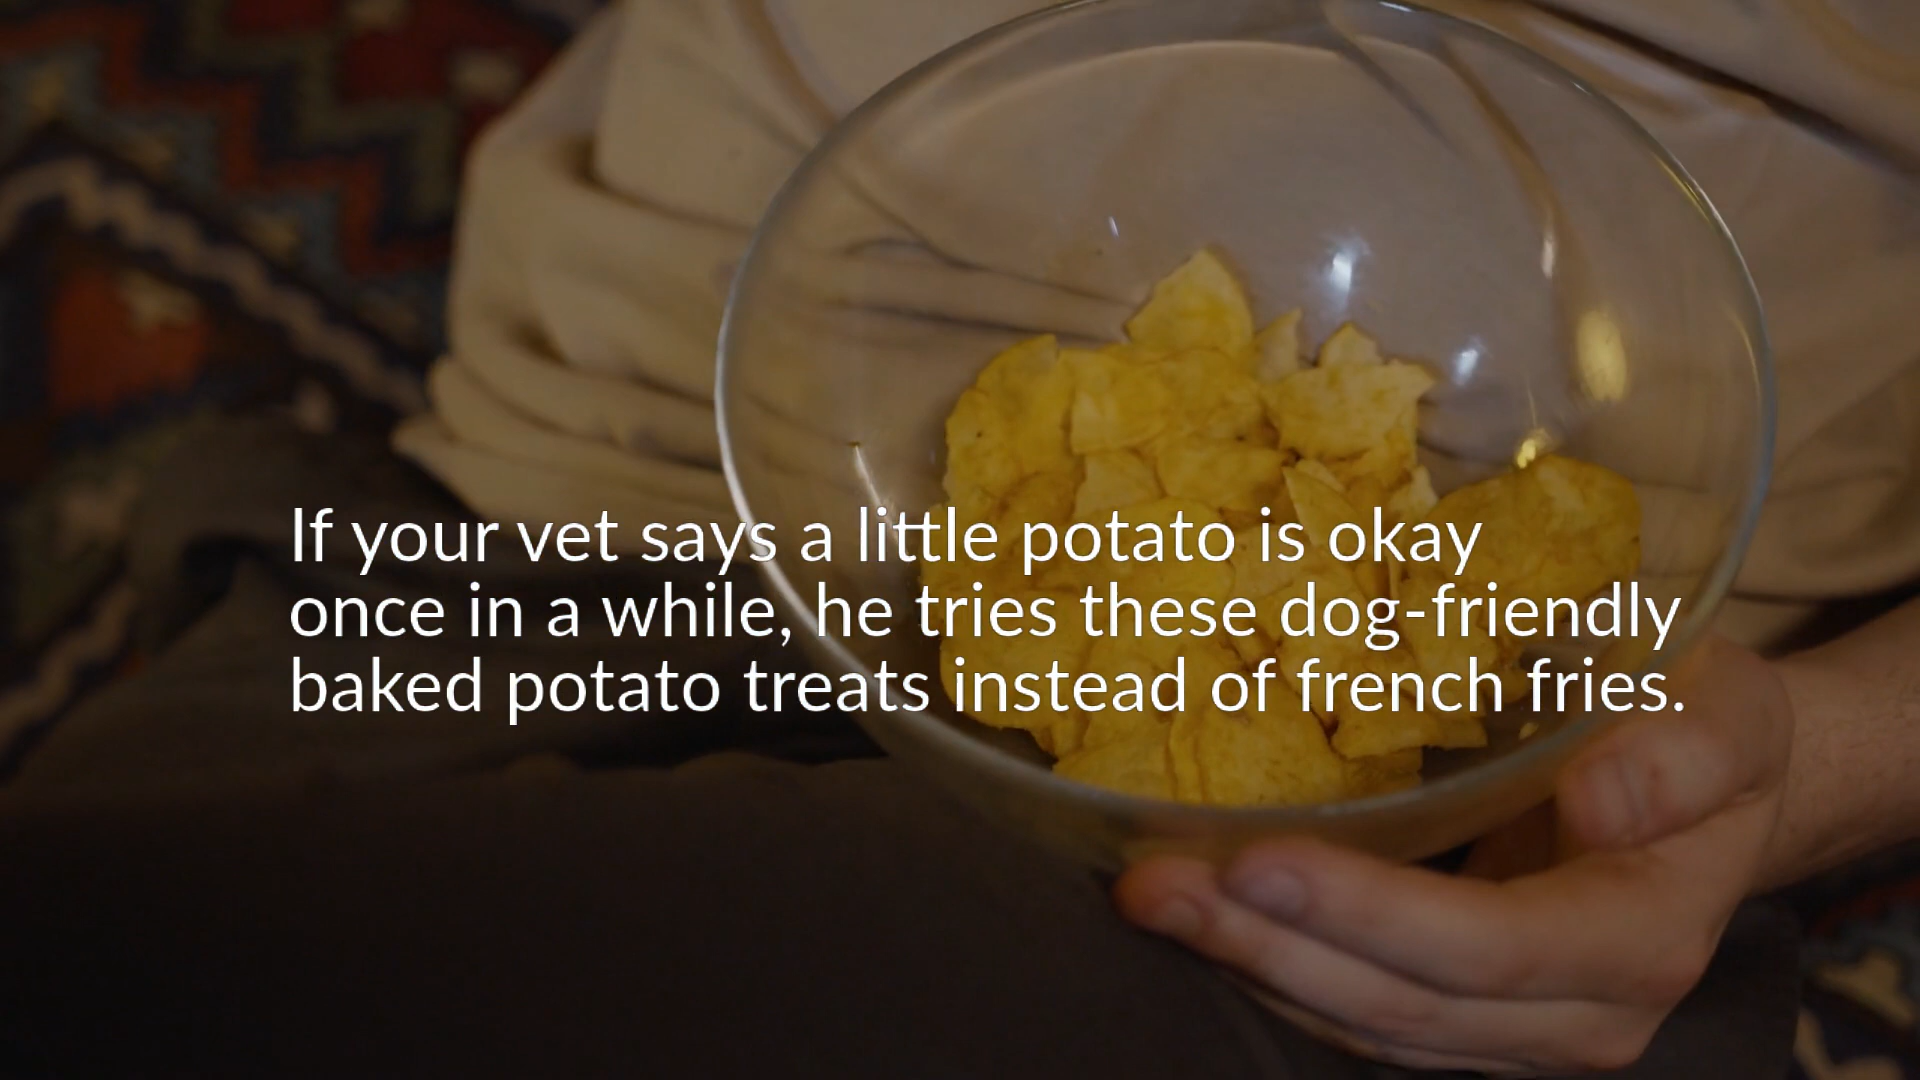 If your vet says a little potato is okay
once in a while, he tries these dog-friendly
baked potato treats instead of french fries.